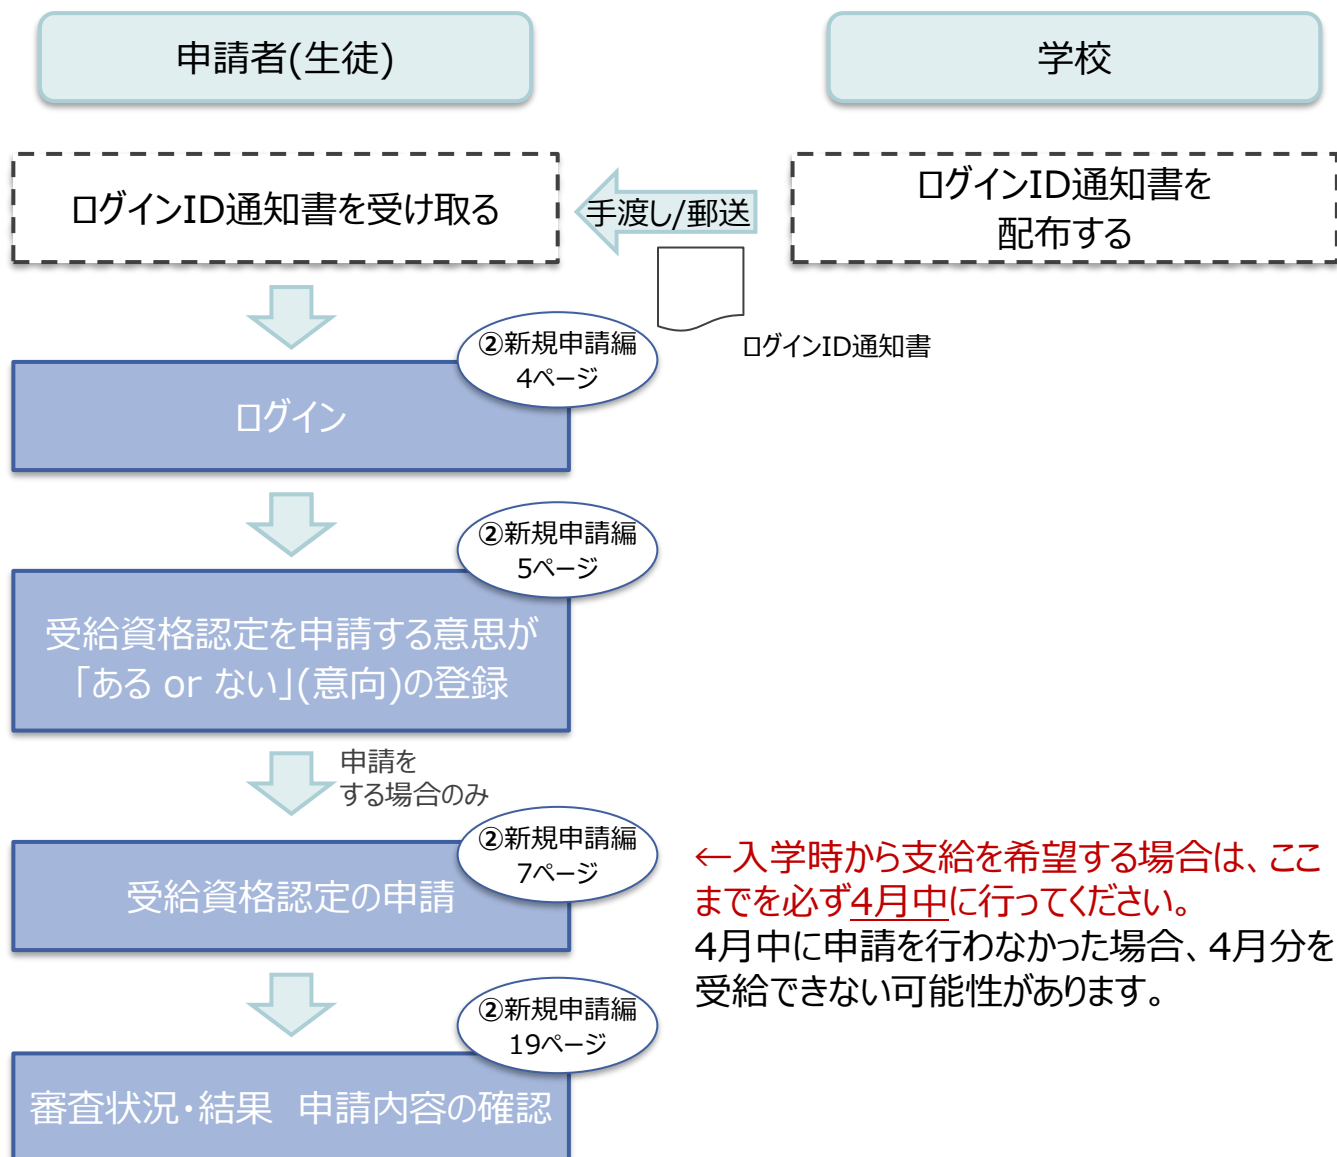 申請者(生徒)
学校
ログインID通知書を受け取る
手渡し/郵送
ログインID通知書を
配布する
ログインID通知書
②新規申請編
4ページ
ログイン
②新規申請編
5ページ
受給資格認定を申請する意思が
「ある or ない」(意向)の登録
申請を
する場合のみ
②新規申請編
7ページ
受給資格認定の申請
←入学時から支給を希望する場合は、ここ
までを必ず4月中に行ってください。
4月中に申請を行わなかった場合、4月分を
受給できない可能性があります。
②新規申請編
19ページ
審査状況・結果　申請内容の確認